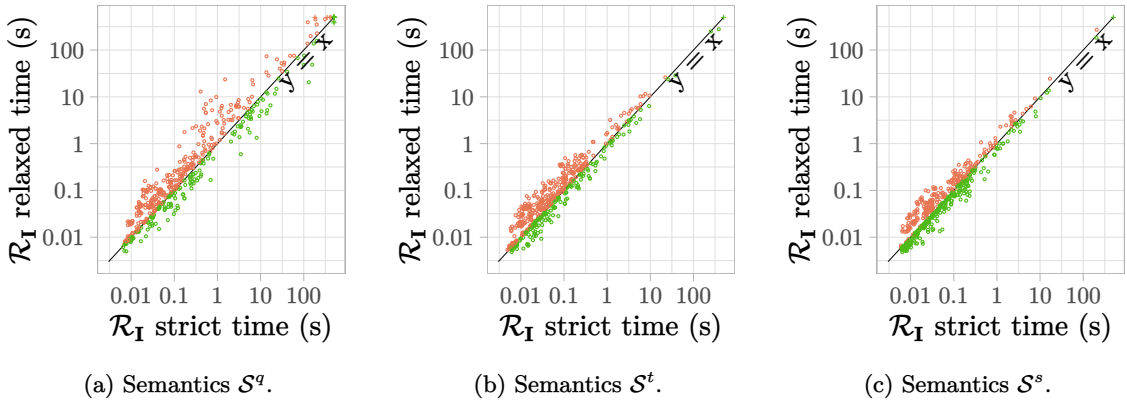 100
10
1
0.1
0.01
R_I relaxed time (s)
y = x
0.01 0.1 1 10 100
R_I strict time (s)
(a) Semantics S^q.
100
10
1
0.1
0.01
R_I relaxed time (s)
y = x
0.01 0.1 1 10 100
R_I strict time (s)
(b) Semantics S^t.
100
10
1
0.1
0.01
R_I relaxed time (s)
y = x
0.01 0.1 1 10 100
R_I strict time (s)
(c) Semantics S^s.